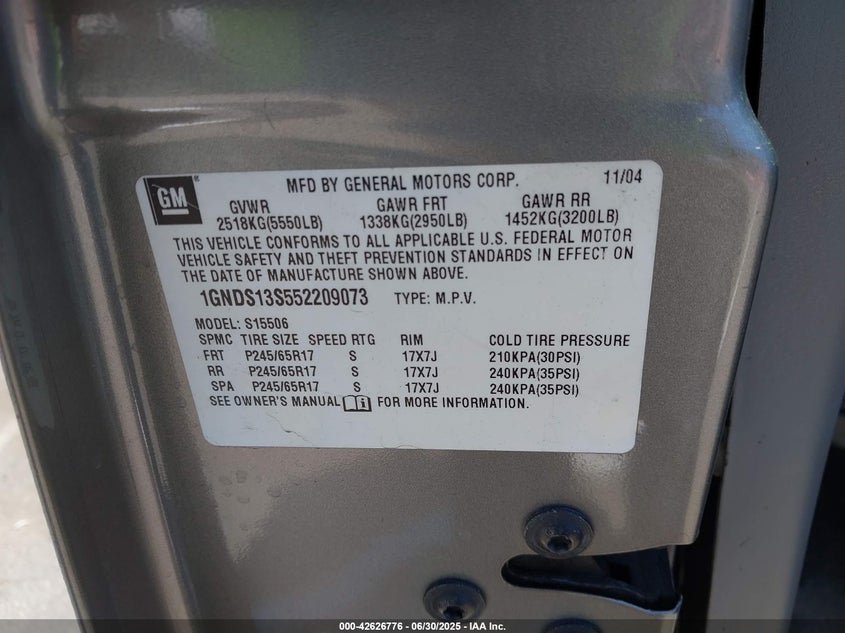 GM
MFD BY GENERAL MOTORS CORP. 11/04
GVWR GAWR FRT GAWR RR
2518KG(5550LB) 1338KG(2950LB) 1452KG(3200LB)
THIS VEHICLE CONFORMS TO ALL APPLICABLE U.S. FEDERAL MOTOR
VEHICLE SAFETY AND THEFT PREVENTION STANDARDS IN EFFECT ON
THE DATE OF MANUFACTURE SHOWN ABOVE.
1GNDS13S552209073 TYPE: M.P.V.
MODEL: S15506
SPMC TIRE SIZE SPEED RTG RIM COLD TIRE PRESSURE
FRT P245/65R17 S 17X7J 210KPA(30PSI)
RR P245/65R17 S 17X7J 240KPA(35PSI)
SPA P245/65R17 S 17X7J 240KPA(35PSI)
SEE OWNER'S MANUAL FOR MORE INFORMATION.
000-42626776 - 06/30/2025 - IAA Inc.